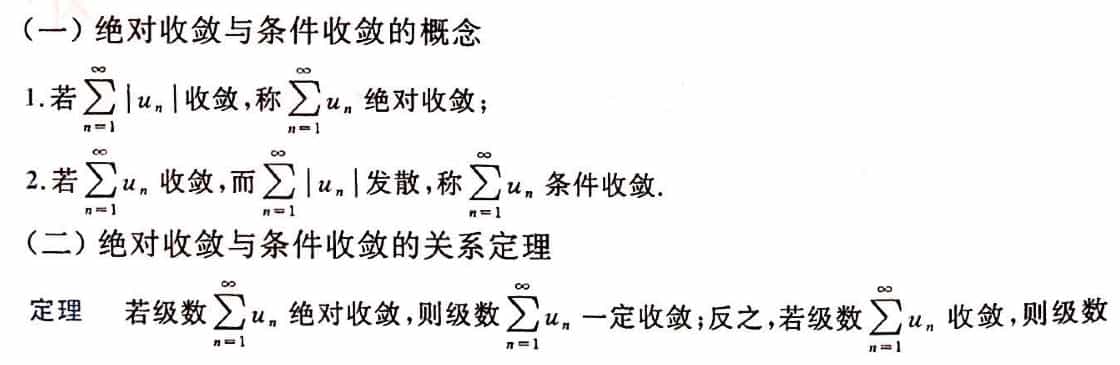 (一)绝对收敛与条件收敛的概念
1.若$\sum_{n=1}^{\infty}|u_n|$收敛,称$\sum_{n=1}^{\infty}u_n$绝对收敛;
2.若$\sum_{n=1}^{\infty}u_n$收敛,而$\sum_{n=1}^{\infty}|u_n|$发散,称$\sum_{n=1}^{\infty}u_n$条件收敛.
(二)绝对收敛与条件收敛的关系定理
定理 若级数$\sum_{n=1}^{\infty}u_n$绝对收敛,则级数$\sum_{n=1}^{\infty}u_n$一定收敛;反之,若级数$\sum_{n=1}^{\infty}u_n$收敛,则级数